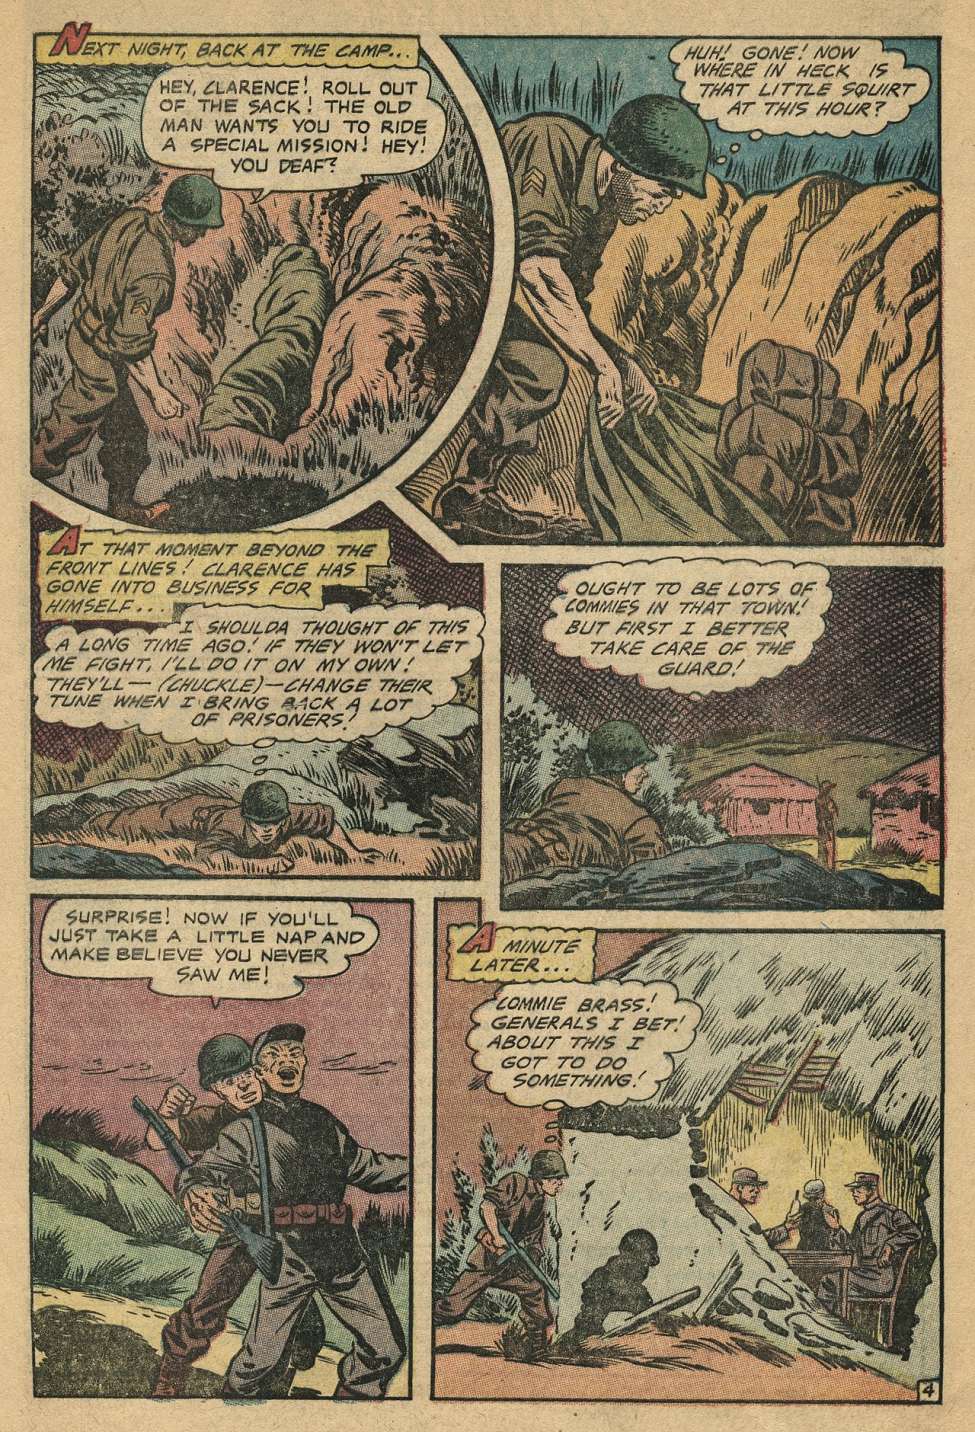 NEXT NIGHT, BACK AT THE CAMP...
HEY, CLARENCE! ROLL OUT
OF THE SACK! THE OLD
MAN WANTS YOU TO RIDE
A SPECIAL MISSION! HEY!
YOU DEAF?
HUH! GONE! NOW
WHERE IN HECK IS
THAT LITTLE SQUIRT
AT THIS HOUR?
AT THAT MOMENT BEYOND THE
FRONT LINES! CLARENCE HAS
GONE INTO BUSINESS FOR
HIMSELF...
I SHOULDA THOUGHT OF THIS
A LONG TIME AGO! IF THEY WON'T LET
ME FIGHT, I'LL DO IT ON MY OWN!
THEY'LL—(CHUCKLE)—CHANGE THEIR
TUNE WHEN I BRING BACK A LOT
OF PRISONERS!
OUGHT TO BE LOTS OF
COMMIES IN THAT TOWN!
BUT FIRST I BETTER
TAKE CARE OF THE
GUARD!
SURPRISE! NOW IF YOU'LL
JUST TAKE A LITTLE NAP AND
MAKE BELIEVE YOU NEVER
SAW ME!
A MINUTE
LATER...
COMMIE BRASS!
GENERALS I BET!
ABOUT THIS I
GOT TO DO
SOMETHING!
4